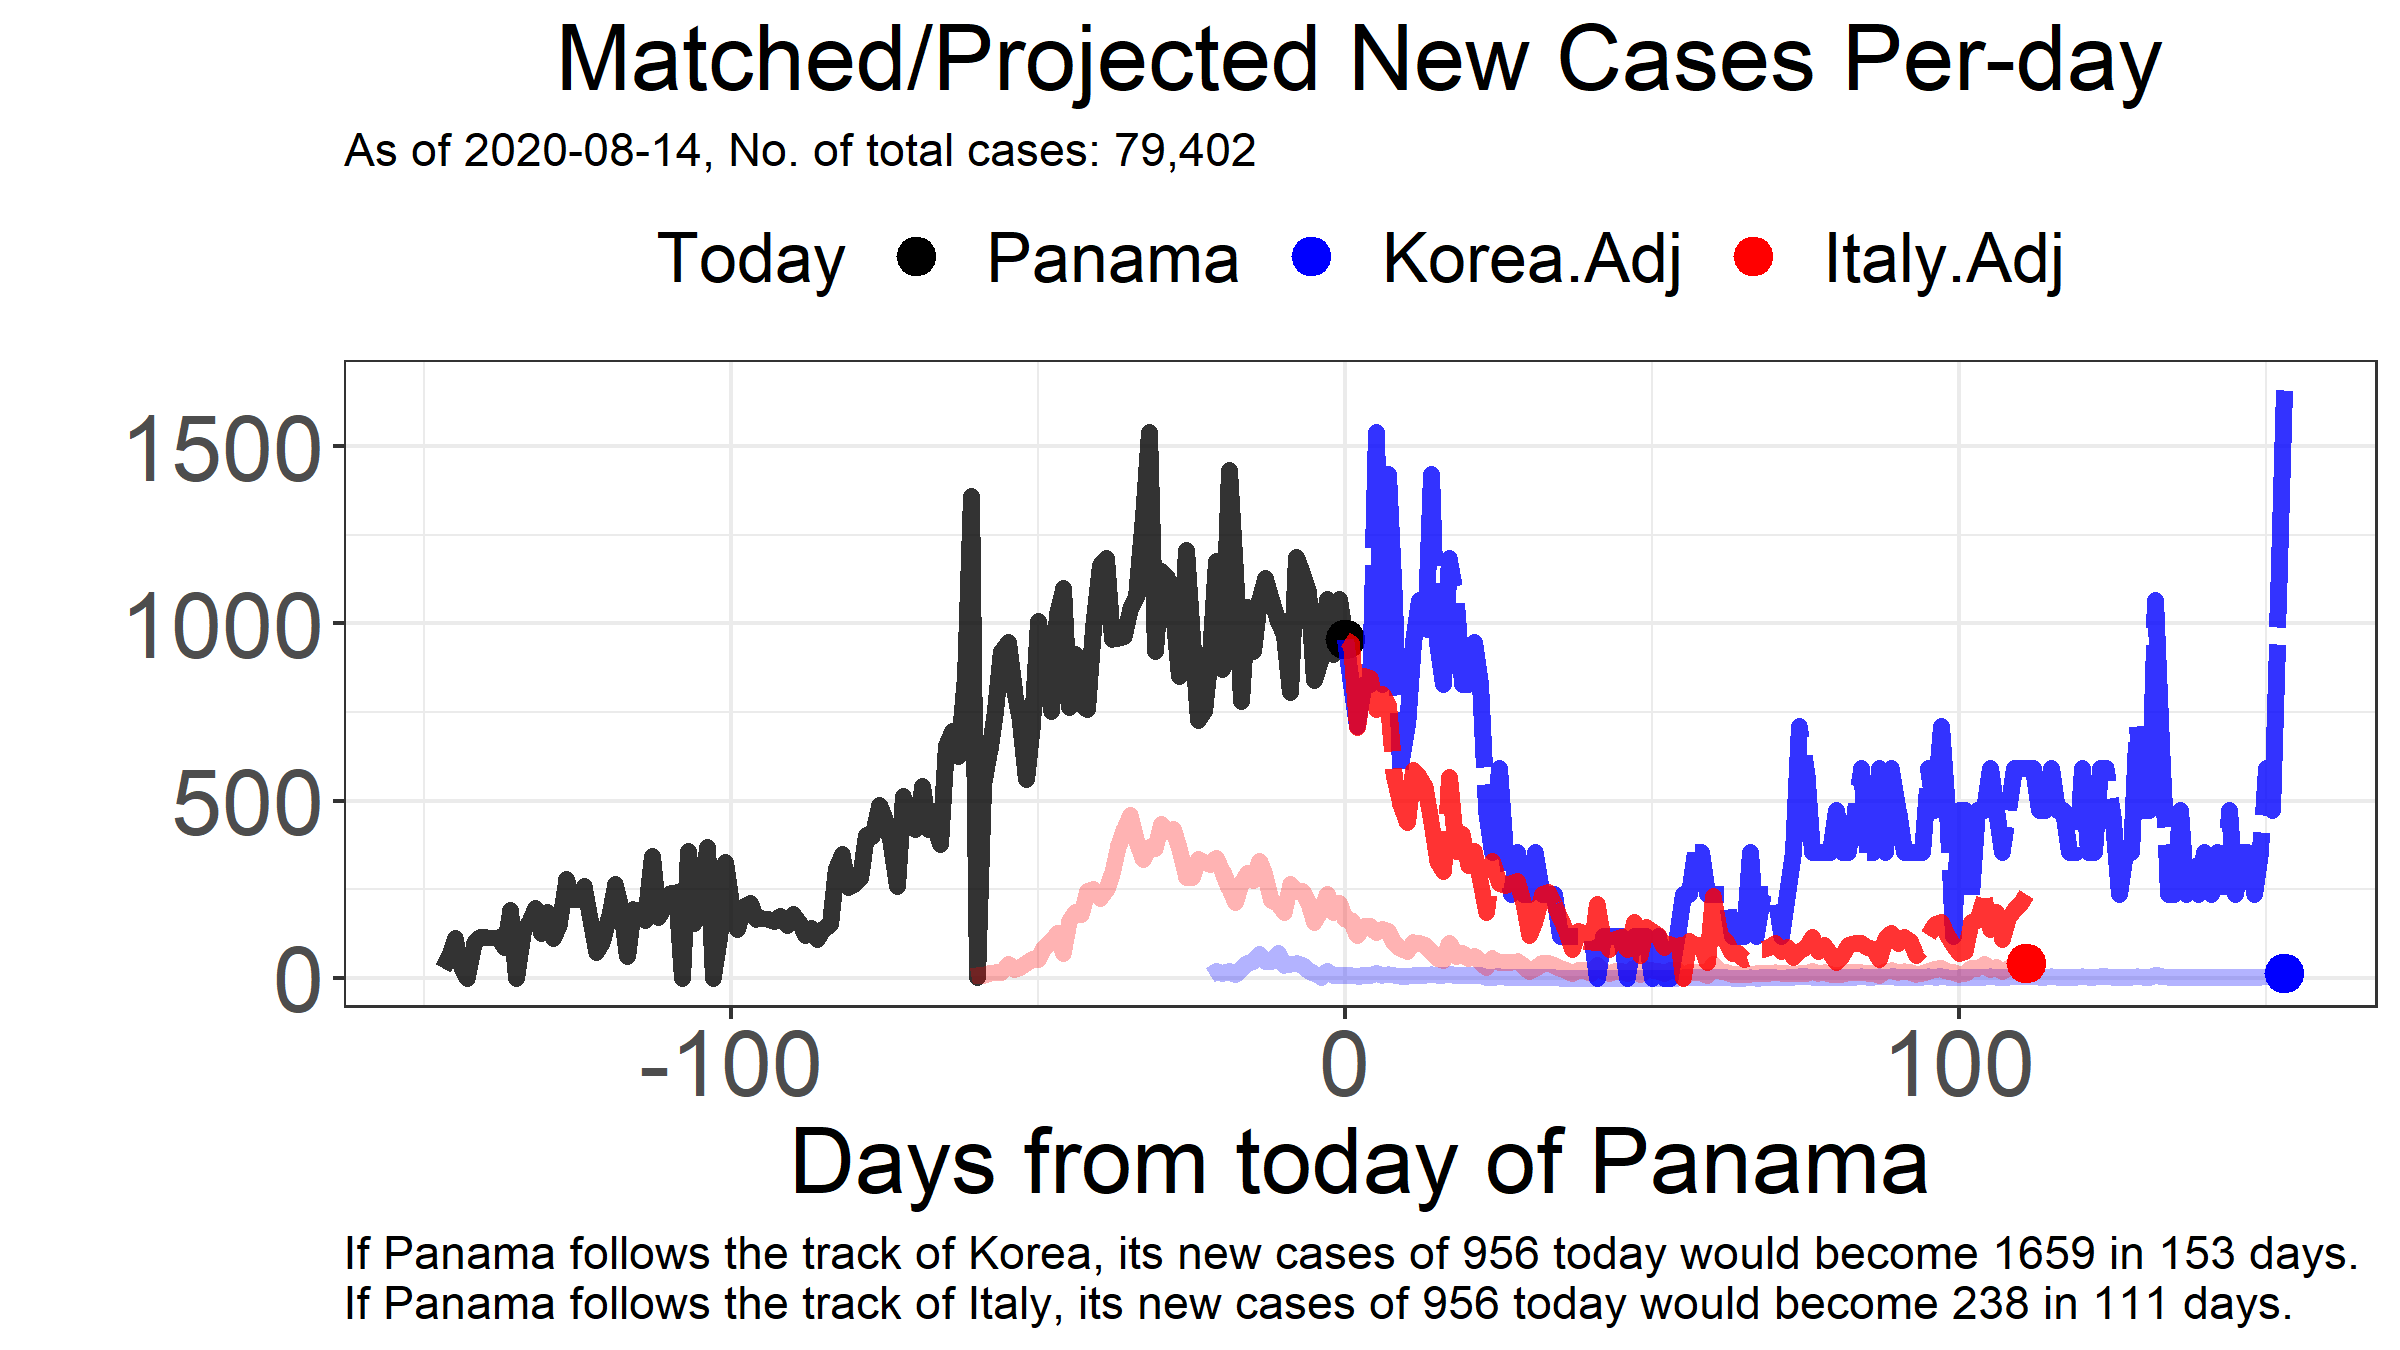 Matched/Projected New Cases Per-day
As of 2020-08-14, No. of total cases: 79,402
Today Panama Korea.Adj Italy.Adj
1500
1000
500
0
-100 0 100
Days from today of Panama
If Panama follows the track of Korea, its new cases of 956 today would become 1659 in 153 days.
If Panama follows the track of Italy, its new cases of 956 today would become 238 in 111 days.